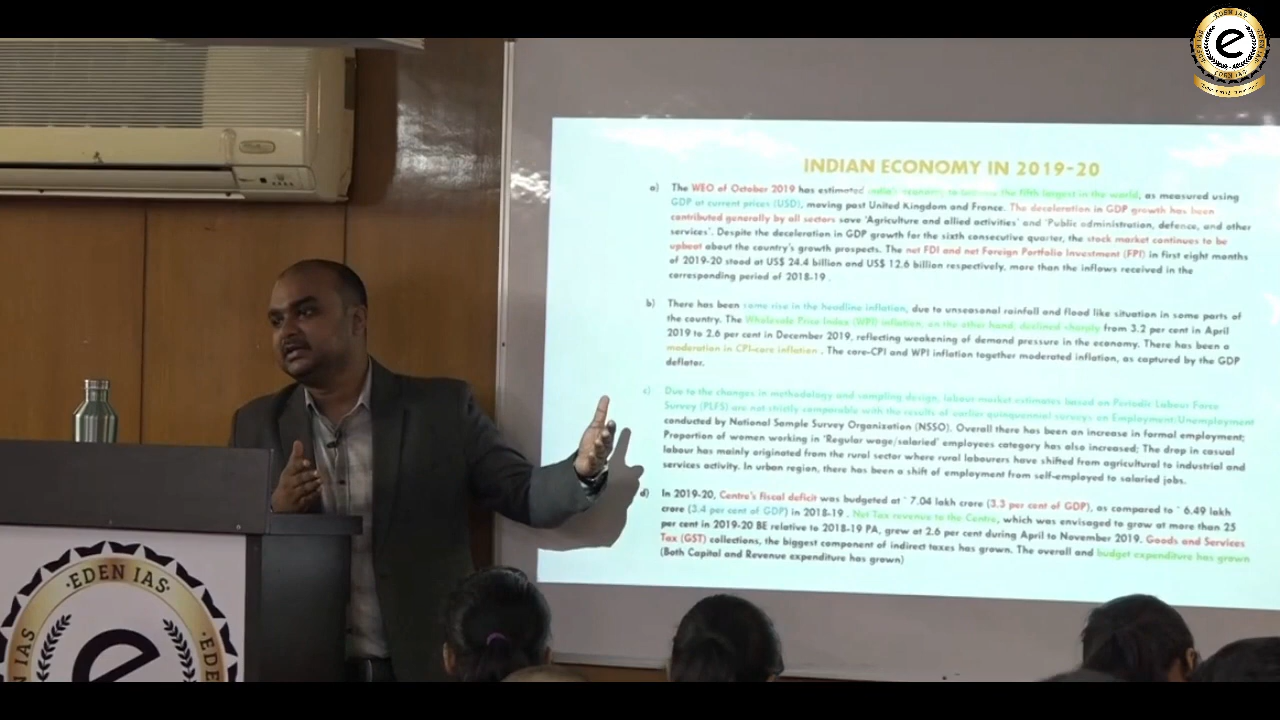 EDEN IAS
e
EDEN IAS
INDIAN ECONOMY IN 2019-20
a) The WEO of October 2019 has estimated India's economy to become the fifth largest in the world, as measured using
GDP at current prices (USD), moving past United Kingdom and France. The deceleration in GDP growth has been
contributed generally by all sectors save 'Agriculture and allied activities' and 'Public administration, defence, and other
services'. Despite the deceleration in GDP growth for the sixth consecutive quarter, the stock market continues to be
upbeat about the country's growth prospects. The net FDI and net Foreign Portfolio Investment (FPI) in first eight months
of 2019-20 stood at US$ 24.4 billion and US$ 12.6 billion respectively, more than the inflows received in the
corresponding period of 2018-19 .
b) There has been some rise in the headline inflation, due to unseasonal rainfall and flood like situation in some parts of
the country. The Wholesale Price Index (WPI) inflation, on the other hand, declined sharply from 3.2 per cent in April
2019 to 2.6 per cent in December 2019, reflecting weakening of demand pressure in the economy. There has been a
moderation in CPI-core inflation . The core-CPI and WPI inflation together moderated inflation, as captured by the GDP
deflator.
c) Due to the changes in methodology and sampling design, labour market estimates based on Periodic Labour Force
Survey (PLFS) are not strictly comparable with the results of earlier quinquennial surveys on Employment-Unemployment
conducted by National Sample Survey Organization (NSSO). Overall there has been an increase in formal employment;
Proportion of women working in 'Regular wage/salaried' employees category has also increased; The drop in casual
labour has mainly originated from the rural sector where rural labourers have shifted from agricultural to industrial and
services activity. In urban region, there has been a shift of employment from self-employed to salaried jobs.
d) In 2019-20, Centre's fiscal deficit was budgeted at ` 7.04 lakh crore (3.3 per cent of GDP), as compared to ` 6.49 lakh
crore (3.4 per cent of GDP) in 2018-19 . Net Tax revenue to the Centre, which was envisaged to grow at more than 25
per cent in 2019-20 BE relative to 2018-19 PA, grew at 2.6 per cent during April to November 2019. Goods and Services
Tax (GST) collections, the biggest component of indirect taxes has grown. The overall and budget expenditure has grown
(Both Capital and Revenue expenditure has grown)
·EDEN IAS·
e
·EDE